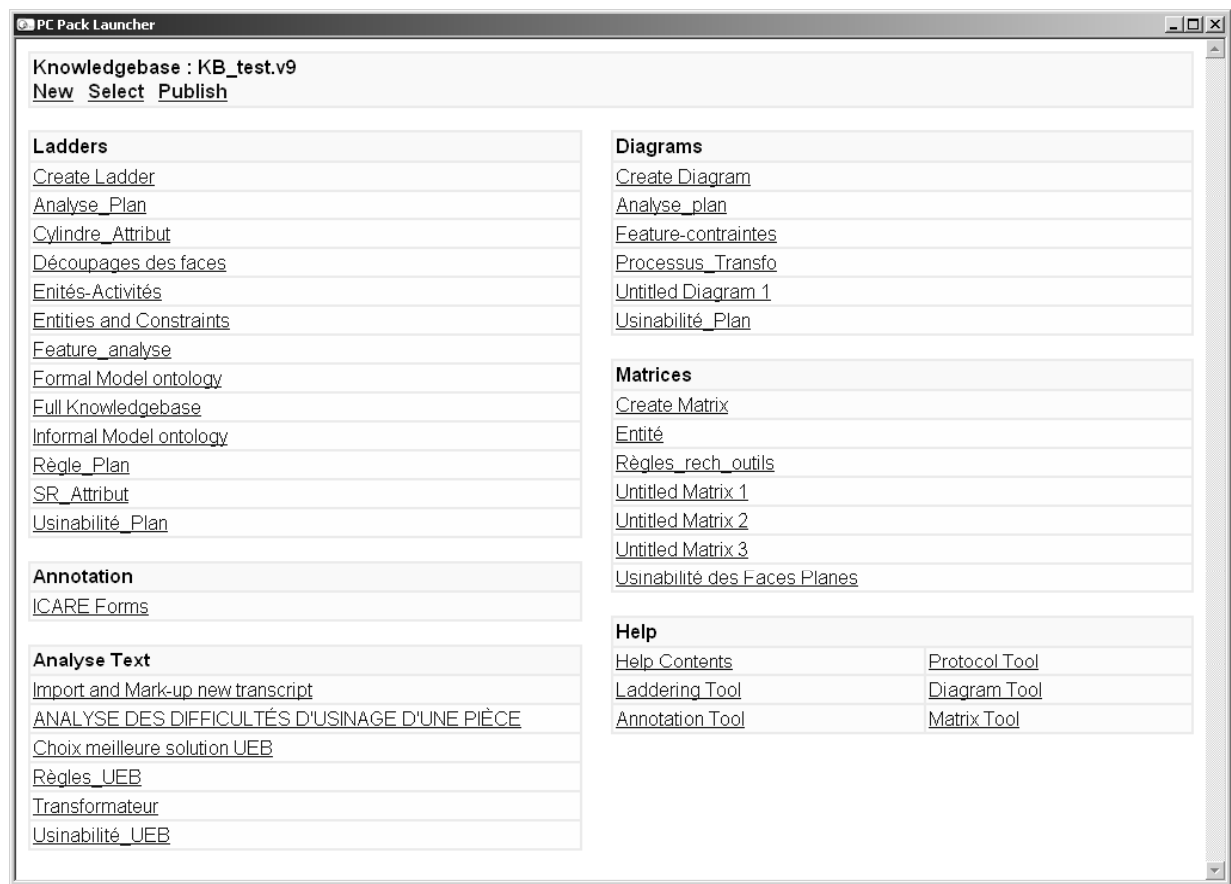 PC Pack Launcher
Knowledgebase : KB_test.v9
New Select Publish
Ladders
Create Ladder
Analyse_Plan
Cylindre_Attribut
Découpages des faces
Enités-Activités
Entities and Constraints
Feature_analyse
Formal Model ontology
Full Knowledgebase
Informal Model ontology
Règle_Plan
SR_Attribut
Usinabilité_Plan
Annotation
ICARE Forms
Analyse Text
Import and Mark-up new transcript
ANALYSE DES DIFFICULTÉS D'USINAGE D'UNE PIÈCE
Choix meilleure solution UEB
Règles_UEB
Transformateur
Usinabilité_UEB
Diagrams
Create Diagram
Analyse_plan
Feature-contraintes
Processus_Transfo
Untitled Diagram 1
Usinabilité_Plan
Matrices
Create Matrix
Entité
Règles_rech_outils
Untitled Matrix 1
Untitled Matrix 2
Untitled Matrix 3
Usinabilité des Faces Planes
Help
Help Contents Protocol Tool
Laddering Tool Diagram Tool
Annotation Tool Matrix Tool